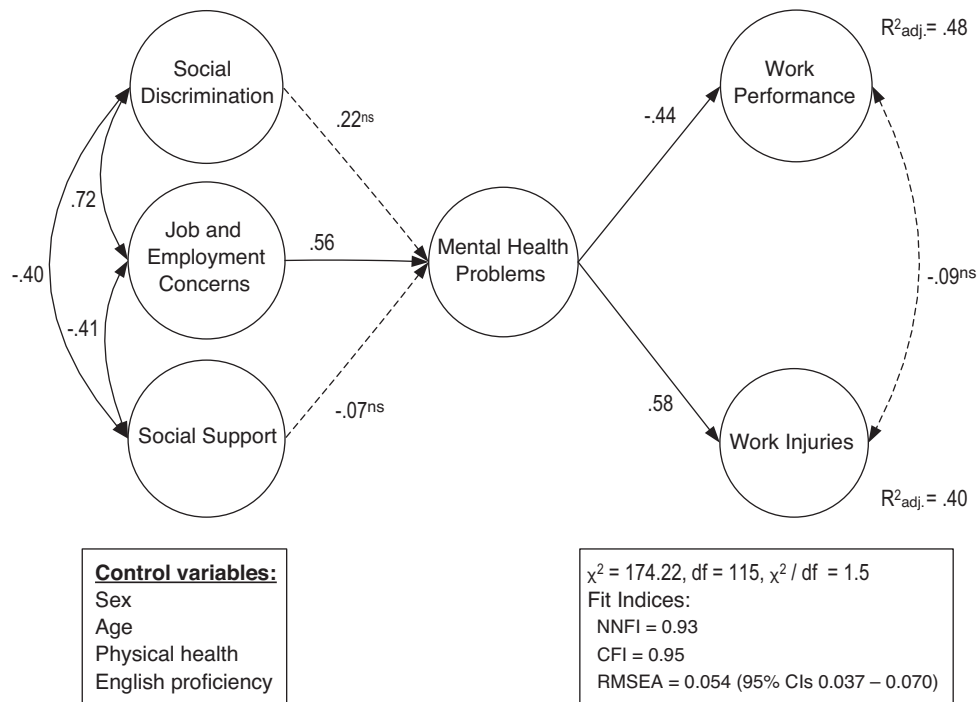 R²adj.= .48
Social
Discrimination
Work
Performance
.22ns
-.44
.72
Job and
Employment
Concerns
.56
Mental Health
Problems
-.40
-.09ns
-.41
.58
-.07ns
Social Support
Work Injuries
R²adj.= .40
Control variables:
Sex
Age
Physical health
English proficiency
χ² = 174.22, df = 115, χ² / df = 1.5
Fit Indices:
NNFI = 0.93
CFI = 0.95
RMSEA = 0.054 (95% CIs 0.037 – 0.070)